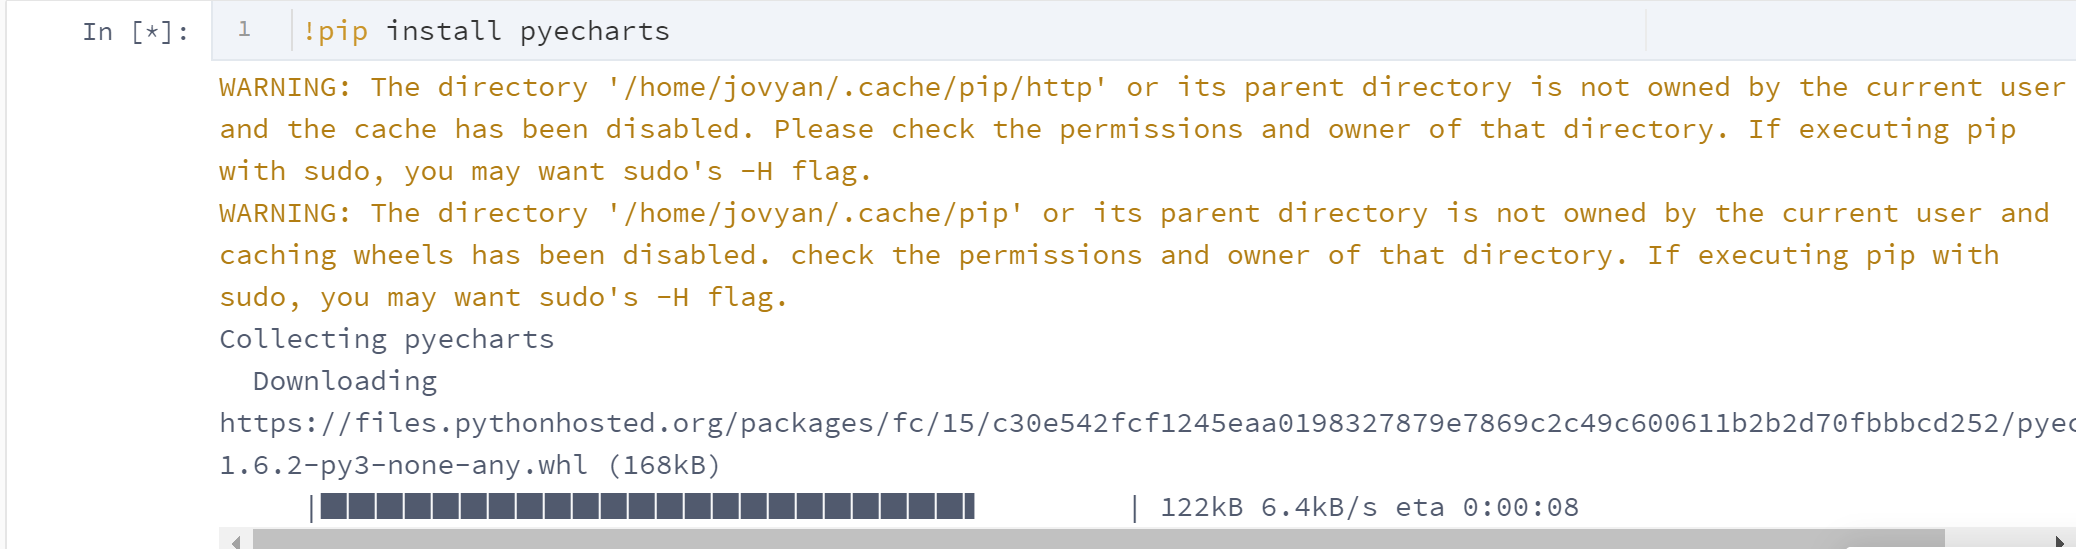 In [*]: 1 !pip install pyecharts
WARNING: The directory '/home/jovyan/.cache/pip/http' or its parent directory is not owned by the current user
and the cache has been disabled. Please check the permissions and owner of that directory. If executing pip
with sudo, you may want sudo's -H flag.
WARNING: The directory '/home/jovyan/.cache/pip' or its parent directory is not owned by the current user and
caching wheels has been disabled. check the permissions and owner of that directory. If executing pip with
sudo, you may want sudo's -H flag.
Collecting pyecharts
Downloading
https://files.pythonhosted.org/packages/fc/15/c30e542fcf1245eaa0198327879e7869c2c49c600611b2b2d70fbbbcd252/pyec
1.6.2-py3-none-any.whl (168kB)
|███████████████████████▍ | 122kB 6.4kB/s eta 0:00:08